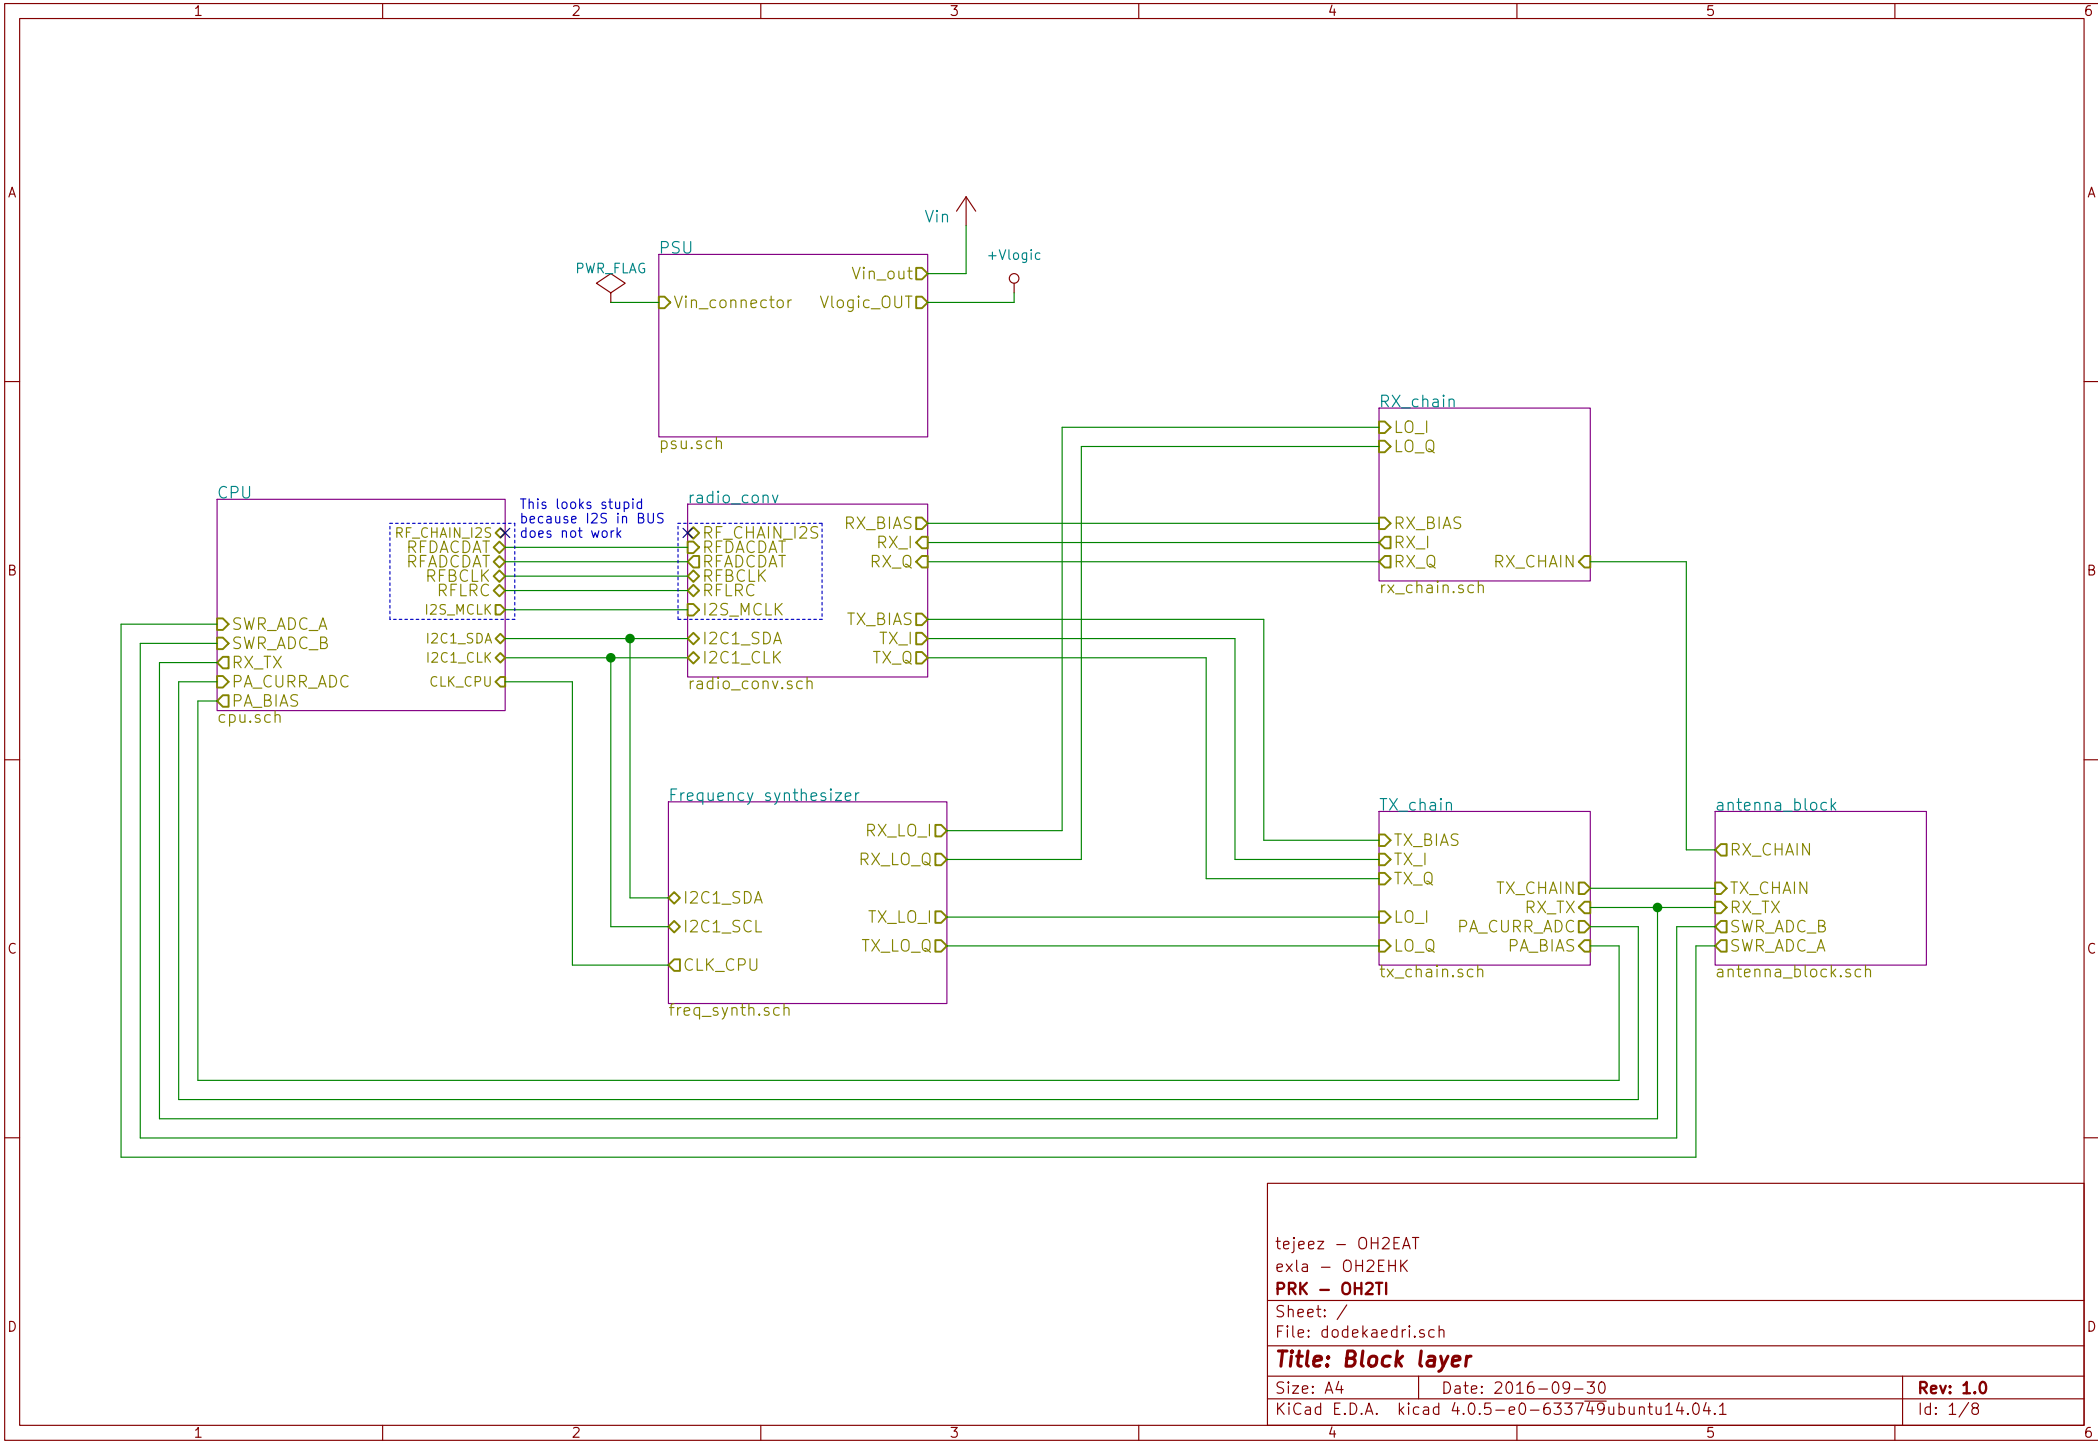 1 2 3 4 5 6
A A
B B
C C
D D
Vin
+Vlogic
PWR_FLAG
PSU
Vin_out
Vin_connector Vlogic_OUT
psu.sch
CPU
RF_CHAIN_I2S
RFDACDAT
RFADCDAT
RFBCLK
RFLRC
I2S_MCLK
I2C1_SDA
I2C1_CLK
CLK_CPU
SWR_ADC_A
SWR_ADC_B
RX_TX
PA_CURR_ADC
PA_BIAS
cpu.sch
This looks stupid
because I2S in BUS
does not work
radio_conv
RF_CHAIN_I2S
RFDACDAT
RFADCDAT
RFBCLK
RFLRC
I2S_MCLK
I2C1_SDA
I2C1_CLK
RX_BIAS
RX_I
RX_Q
TX_BIAS
TX_I
TX_Q
radio_conv.sch
RX_chain
LO_I
LO_Q
RX_BIAS
RX_I
RX_Q RX_CHAIN
rx_chain.sch
Frequency synthesizer
RX_LO_I
RX_LO_Q
I2C1_SDA
TX_LO_I
I2C1_SCL
TX_LO_Q
CLK_CPU
freq_synth.sch
TX_chain
TX_BIAS
TX_I
TX_Q
TX_CHAIN
RX_TX
LO_I
PA_CURR_ADC
LO_Q PA_BIAS
tx_chain.sch
antenna_block
RX_CHAIN
TX_CHAIN
RX_TX
SWR_ADC_B
SWR_ADC_A
antenna_block.sch
tejeez - OH2EAT
exla - OH2EHK
PRK - OH2TI
Sheet: /
File: dodekaedri.sch
Title: Block layer
Size: A4 Date: 2016-09-30 Rev: 1.0
KiCad E.D.A. kicad 4.0.5-e0-633749ubuntu14.04.1 Id: 1/8
1 2 3 4 5 6